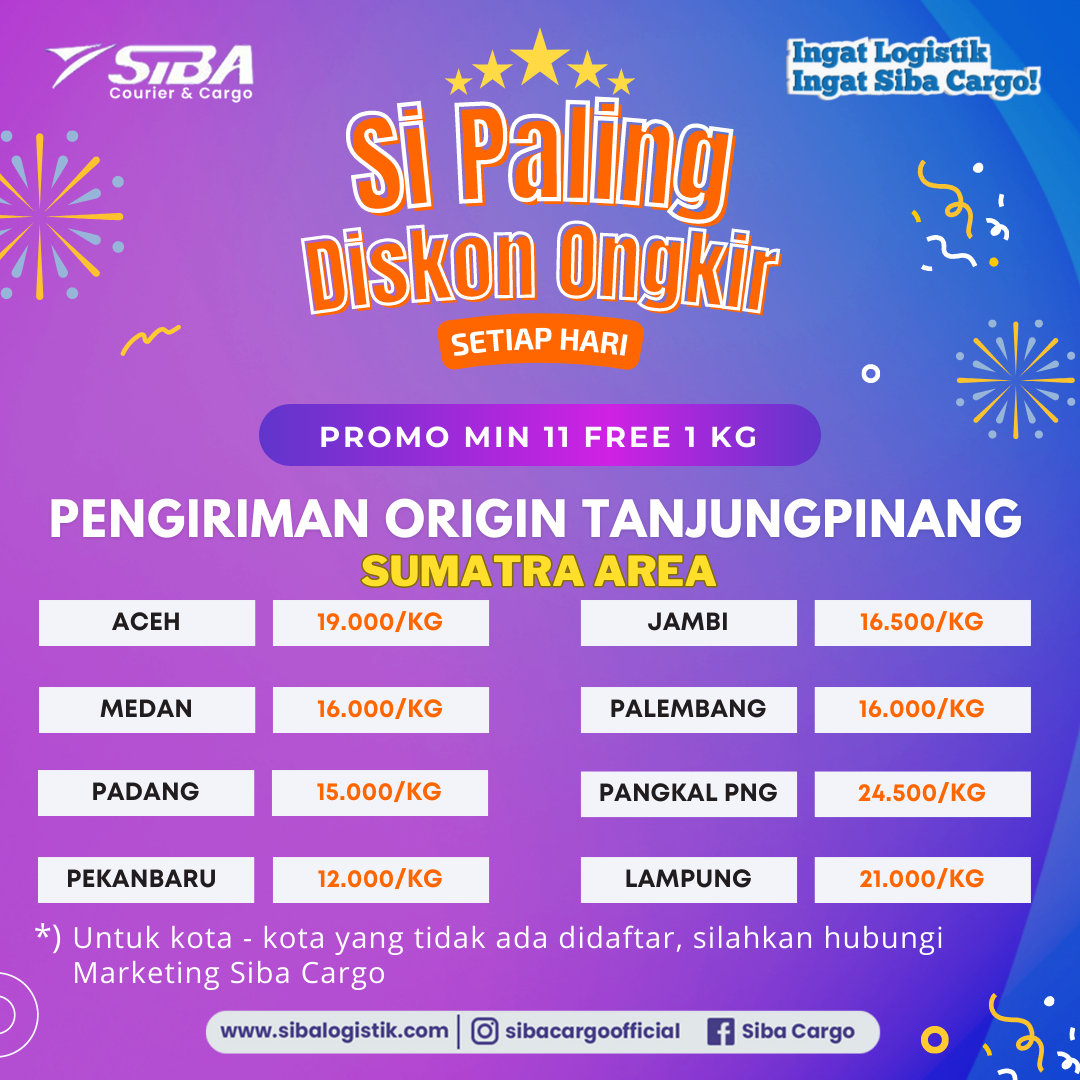 SIBA
Courier & Cargo
Ingat Logistik
Ingat Siba Cargo!
Si Paling
Diskon Ongkir
SETIAP HARI
PROMO MIN 11 FREE 1 KG
PENGIRIMAN ORIGIN TANJUNGPINANG
SUMATRA AREA
ACEH 19.000/KG JAMBI 16.500/KG
MEDAN 16.000/KG PALEMBANG 16.000/KG
PADANG 15.000/KG PANGKAL PNG 24.500/KG
PEKANBARU 12.000/KG LAMPUNG 21.000/KG
*) Untuk kota - kota yang tidak ada didaftar, silahkan hubungi
Marketing Siba Cargo
www.sibalogistik.com | sibacargoofficial Siba Cargo